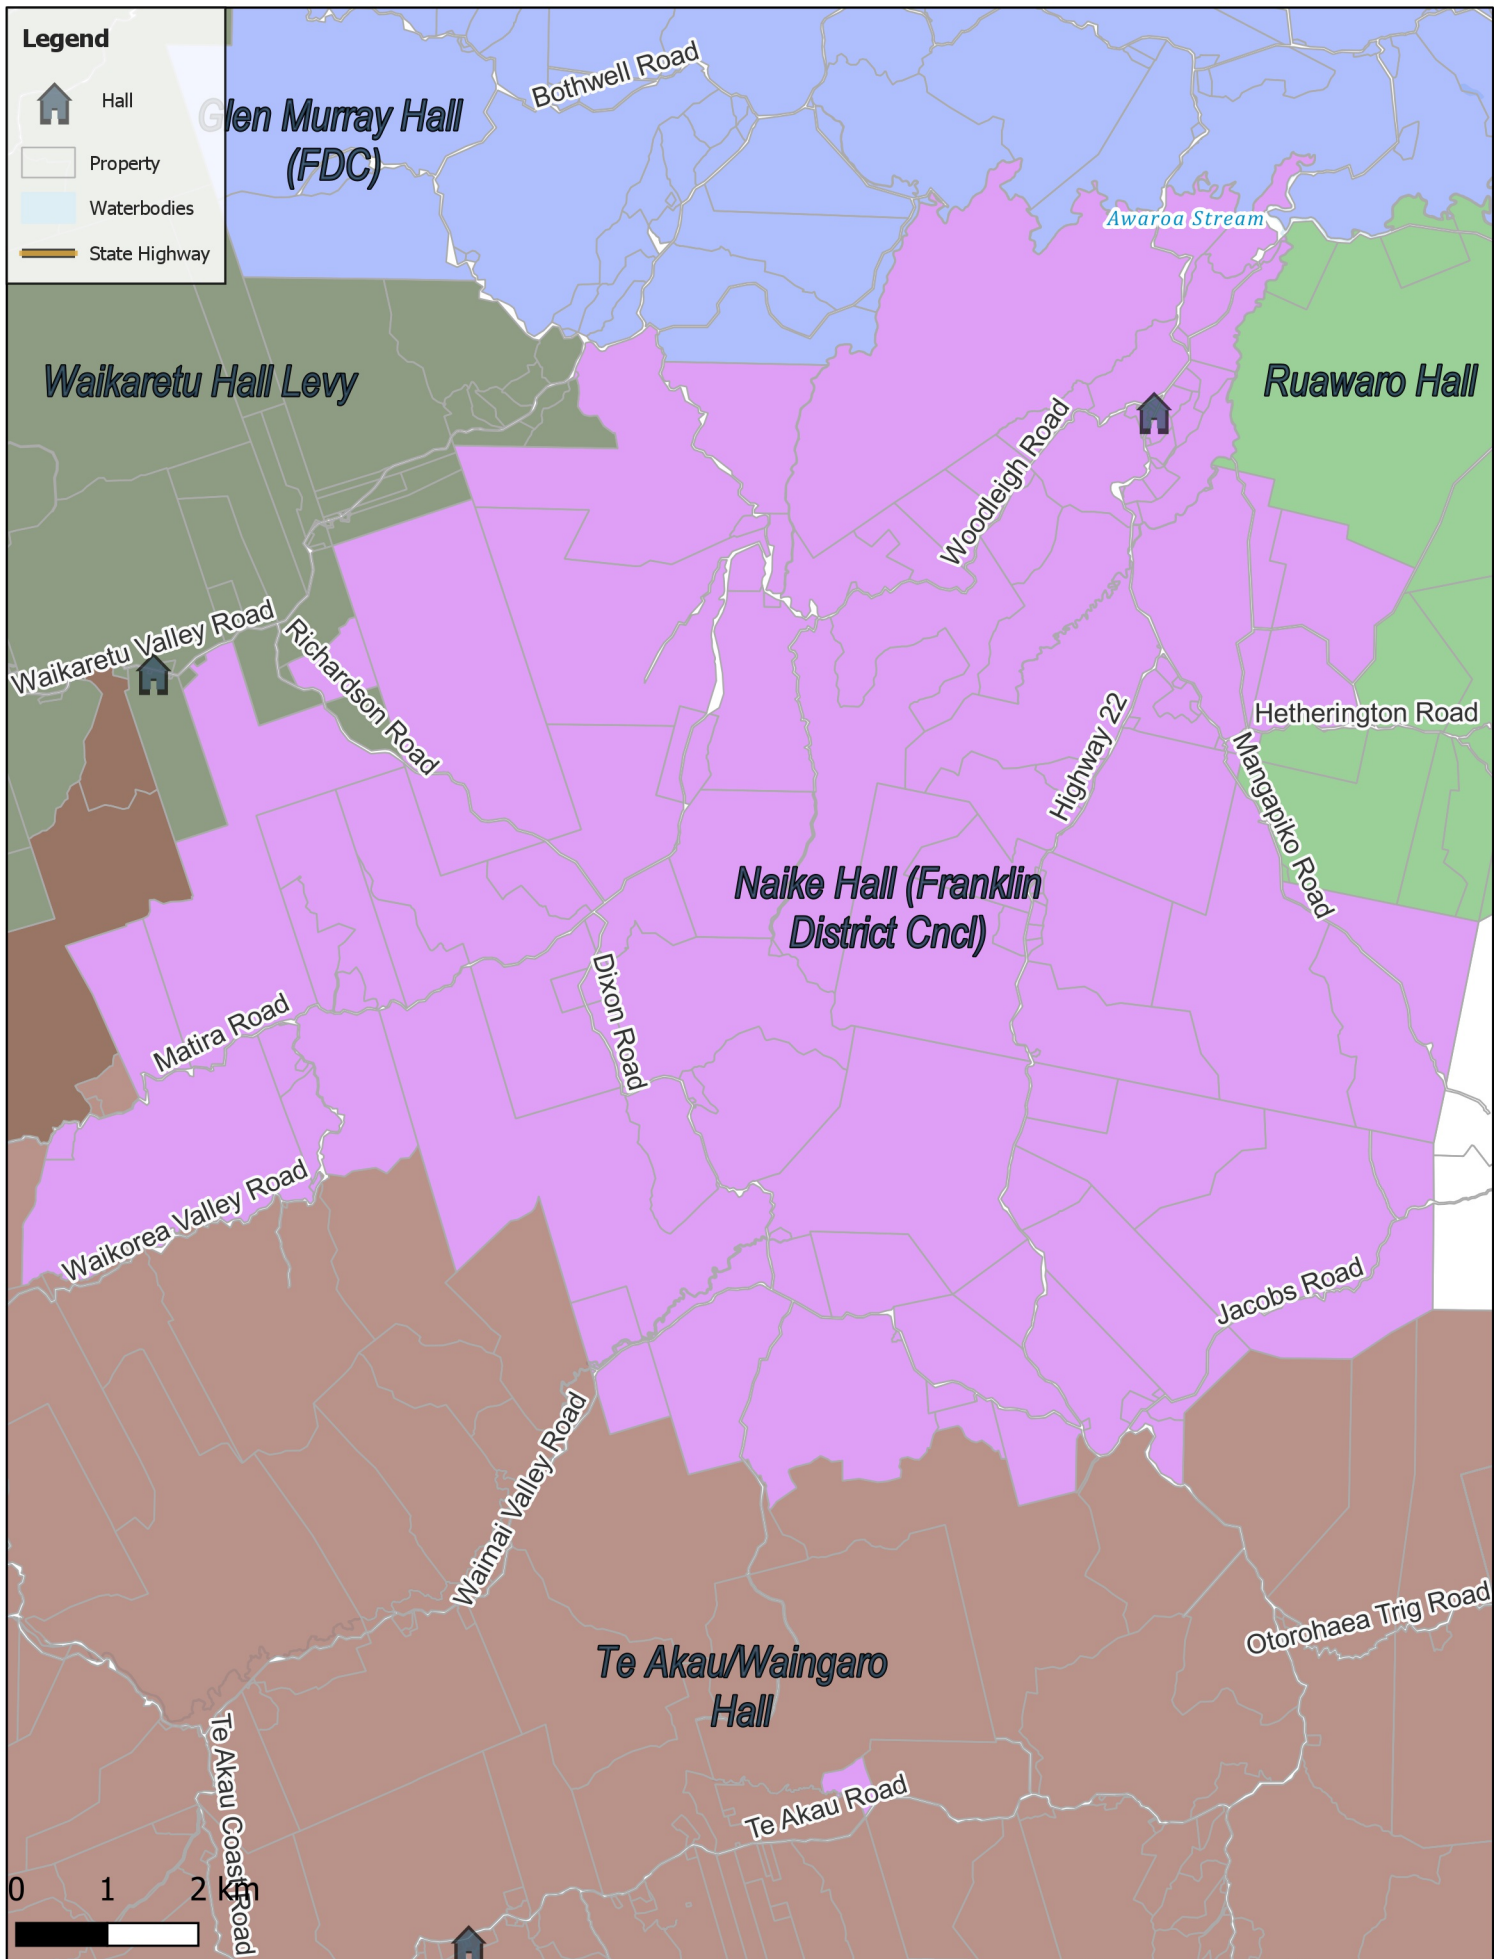 Legend
Hall
Property
Waterbodies
State Highway
Bothwell Road
Glen Murray Hall
(FDC)
Awaroa Stream
Waikaretu Hall Levy
Ruawaro Hall
Woodleigh Road
Waikaretu Valley Road
Richardson Road
Highway 22
Hetherington Road
Mangapiko Road
Naike Hall (Franklin
District Cncl)
Dixon Road
Matira Road
Waikorea Valley Road
Jacobs Road
Waimai Valley Road
Otorohaea Trig Road
Te Akau/Waingaro
Hall
Te Akau Coast Road
Te Akau Road
0 1 2 km